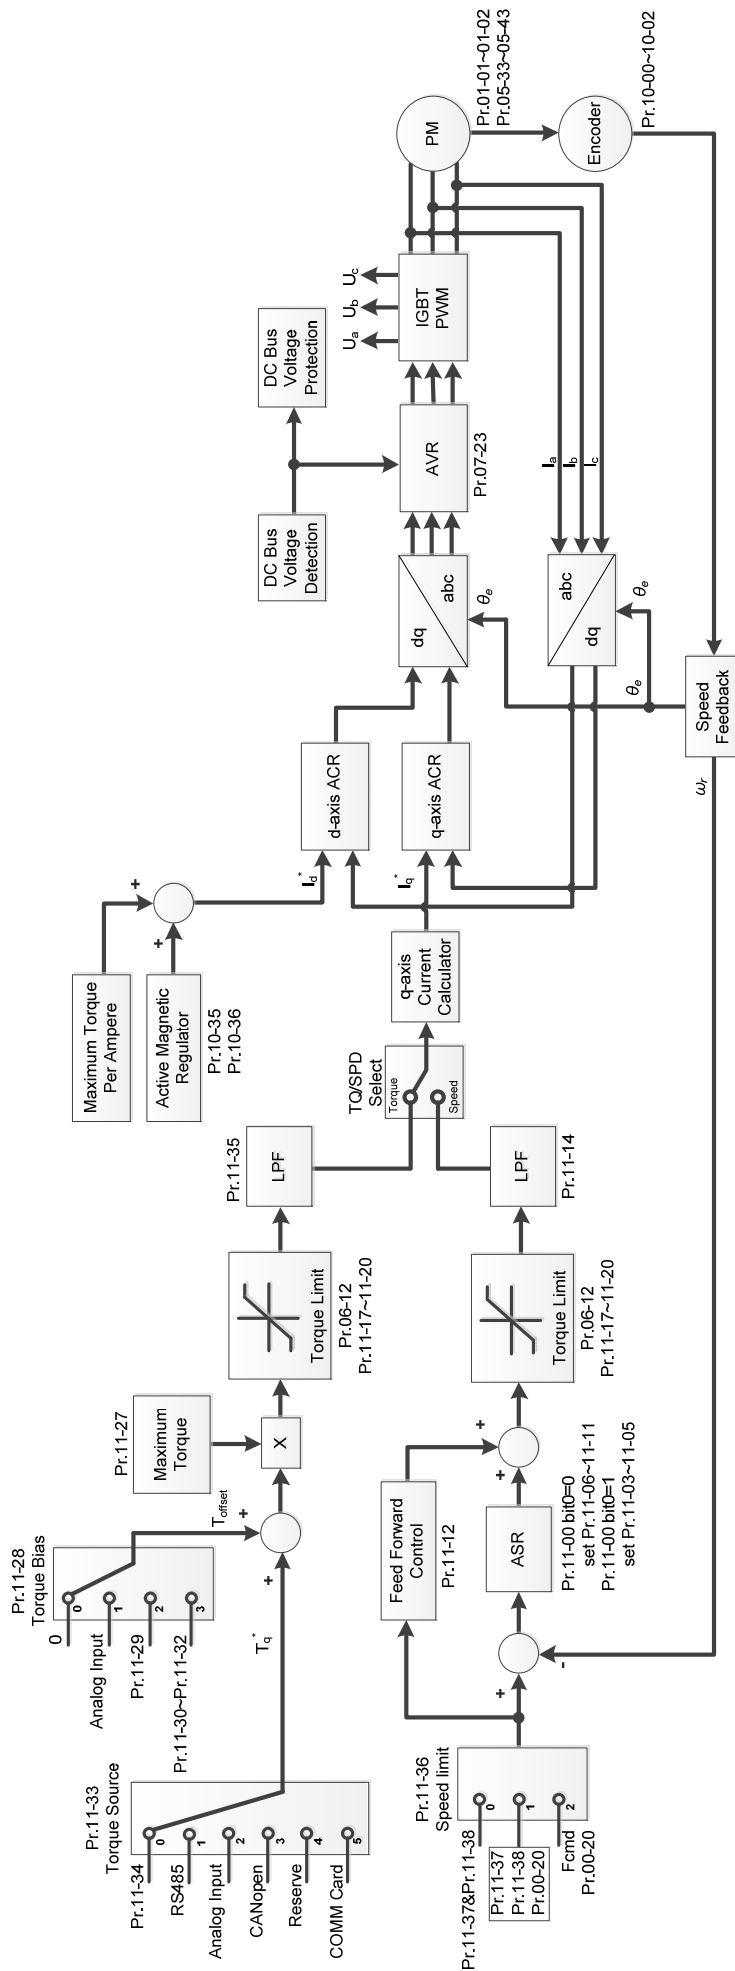 Pr.11-33
Torque Source
Pr.11-34
0
RS485
1
Analog Input
2
CANopen
3
Reserve
4
COMM Card
5
Tq*
Pr.11-28
Torque Bias
0
0
Analog Input
1
Pr.11-29
2
Pr.11-30~Pr.11-32
3
Toffset
+
+
Pr.11-27
Maximum
Torque
X
Torque Limit
Pr.06-12
Pr.11-17~11-20
Pr.11-35
LPF
Pr.11-36
Speed limit
Pr.11-37&Pr.11-38
0
Pr.11-37
Pr.11-38
Pr.00-20
1
Fcmd
Pr.00-20
2
+
-
Feed Forward
Control
Pr.11-12
ASR
Pr.11-00 bit0=0
set Pr.11-06~11-11
Pr.11-00 bit0=1
set Pr.11-03~11-05
+
+
Torque Limit
Pr.06-12
Pr.11-17~11-20
LPF
Pr.11-14
TQ/SPD
Select
Torque
Speed
q-axis
Current
Calculator
Maximum Torque
Per Ampere
Active Magnetic
Regulator
Pr.10-35
Pr.10-36
+
+
Id*
Iq*
d-axis ACR
q-axis ACR
dq
abc
θe
DC Bus
Voltage
Detection
DC Bus
Voltage
Protection
AVR
Pr.07-23
Ua
Ub
Uc
IGBT
PWM
PM
Pr.01-01~01-02
Pr.05-33~05-43
Encoder
Pr.10-00~10-02
Ia
Ib
Ic
abc
dq
θe
θe
Speed
Feedback
ωr